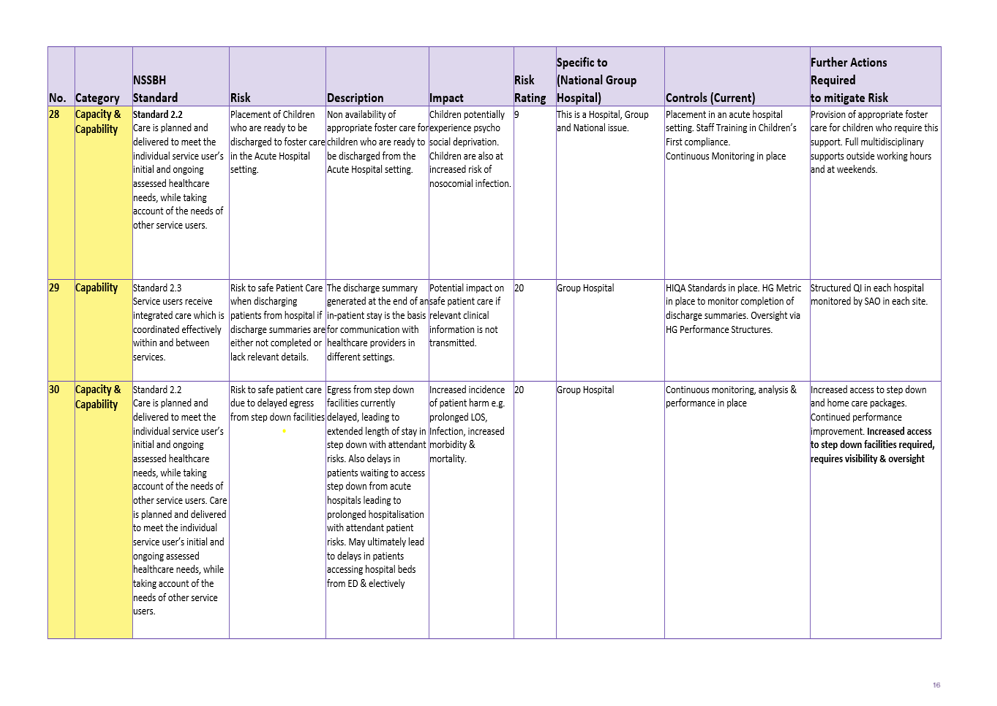 No.
Category
NSSBH
Standard
Risk
Description
Impact
Risk
Rating
Specific to
(National Group
Hospital)
Controls (Current)
Further Actions
Required
to mitigate Risk
28
Capacity &
Capability
Standard 2.2
Care is planned and
delivered to meet the
individual service user's
initial and ongoing
assessed healthcare
needs, while taking
account of the needs of
other service users.
Placement of Children
who are ready to be
discharged to foster care
in the Acute Hospital
setting.
Non availability of
appropriate foster care for
children who are ready to
be discharged from the
Acute Hospital setting.
Children potentially
experience psycho
social deprivation.
Children are also at
increased risk of
nosocomial infection.
9
This is a Hospital, Group
and National issue.
Placement in an acute hospital
setting. Staff Training in Children's
First compliance.
Continuous Monitoring in place
Provision of appropriate foster
care for children who require this
support. Full multidisciplinary
supports outside working hours
and at weekends.
29
Capability
Standard 2.3
Service users receive
integrated care which is
coordinated effectively
within and between
services.
Risk to safe Patient Care
when discharging
patients from hospital if
discharge summaries are
either not completed or
lack relevant details.
The discharge summary
generated at the end of an
in-patient stay is the basis
for communication with
healthcare providers in
different settings.
Potential impact on
safe patient care if
relevant clinical
information is not
transmitted.
20
Group Hospital
HIQA Standards in place. HG Metric
in place to monitor completion of
discharge summaries. Oversight via
HG Performance Structures.
Structured QI in each hospital
monitored by SAO in each site.
30
Capacity &
Capability
Standard 2.2
Care is planned and
delivered to meet the
individual service user's
initial and ongoing
assessed healthcare
needs, while taking
account of the needs of
other service users. Care
is planned and delivered
to meet the individual
service user's initial and
ongoing assessed
healthcare needs, while
taking account of the
needs of other service
users.
Risk to safe patient care
due to delayed egress
from step down facilities
Egress from step down
facilities currently
delayed, leading to
extended length of stay in
step down with attendant
risks. Also delays in
patients waiting to access
step down from acute
hospitals leading to
prolonged hospitalisation
with attendant patient
risks. May ultimately lead
to delays in patients
accessing hospital beds
from ED & electively
Increased incidence
of patient harm e.g.
prolonged LOS,
Infection, increased
morbidity &
mortality.
20
Group Hospital
Continuous monitoring, analysis &
performance in place
Increased access to step down
and home care packages.
Continued performance
improvement. Increased access
to step down facilities required,
requires visibility & oversight
16